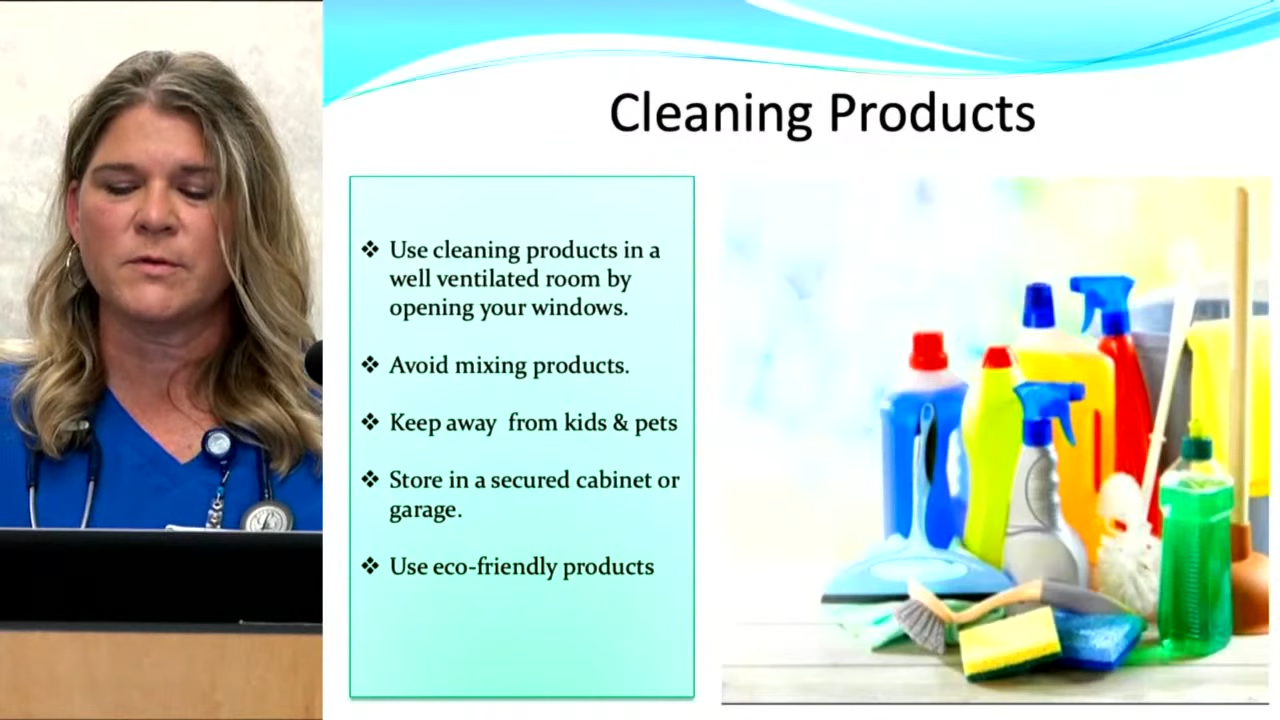 Cleaning Products
❖ Use cleaning products in a
well ventilated room by
opening your windows.
❖ Avoid mixing products.
❖ Keep away  from kids & pets
❖ Store in a secured cabinet or
garage.
❖ Use eco-friendly products